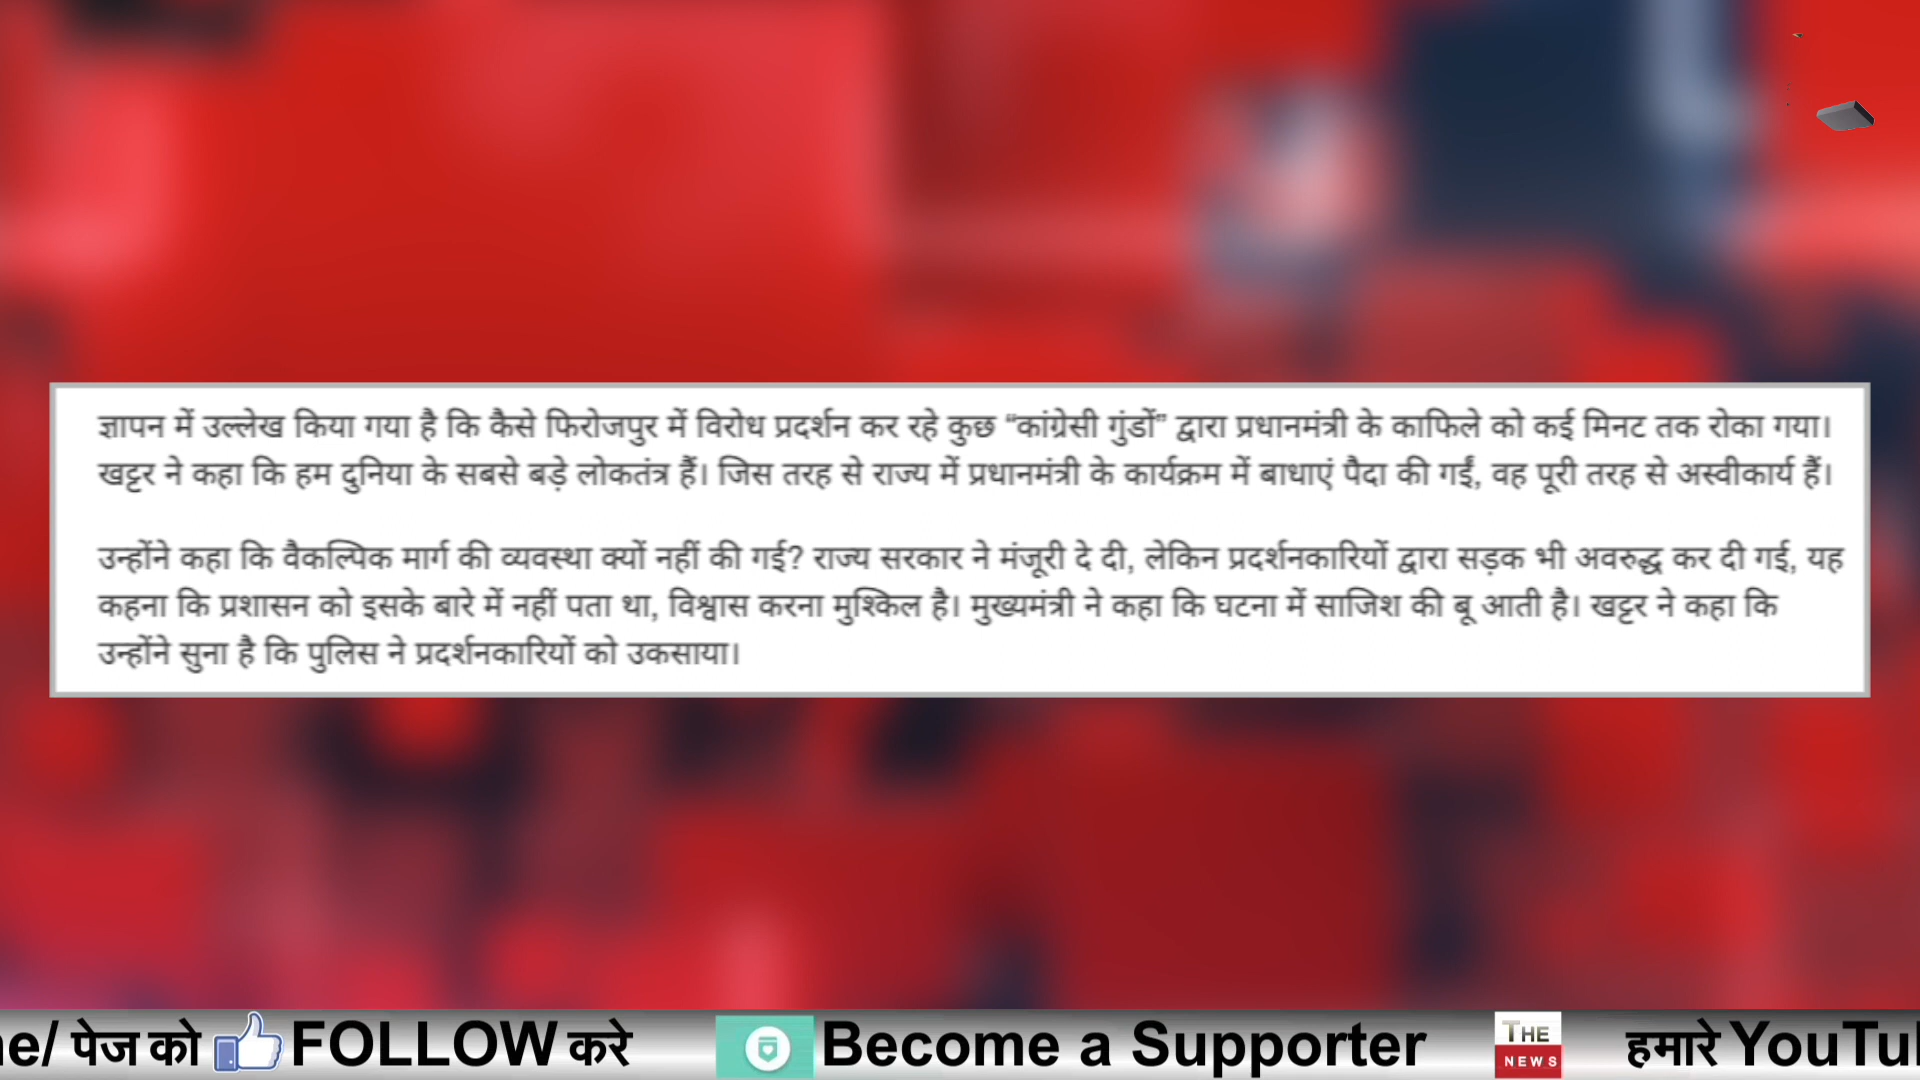 ज्ञापन में उल्लेख किया गया है कि कैसे फिरोजपुर में विरोध प्रदर्शन कर रहे कुछ “कांग्रेसी गुंडों” द्वारा प्रधानमंत्री के काफिले को कई मिनट तक रोका गया।
खट्टर ने कहा कि हम दुनिया के सबसे बड़े लोकतंत्र हैं। जिस तरह से राज्य में प्रधानमंत्री के कार्यक्रम में बाधाएं पैदा की गईं, वह पूरी तरह से अस्वीकार्य हैं।
उन्होंने कहा कि वैकल्पिक मार्ग की व्यवस्था क्यों नहीं की गई? राज्य सरकार ने मंजूरी दे दी, लेकिन प्रदर्शनकारियों द्वारा सड़क भी अवरुद्ध कर दी गई, यह
कहना कि प्रशासन को इसके बारे में नहीं पता था, विश्वास करना मुश्किल है। मुख्यमंत्री ने कहा कि घटना में साजिश की बू आती है। खट्टर ने कहा कि
उन्होंने सुना है कि पुलिस ने प्रदर्शनकारियों को उकसाया।
e/ पेज को FOLLOW करे Become a Supporter THE NEWS हमारे YouTu